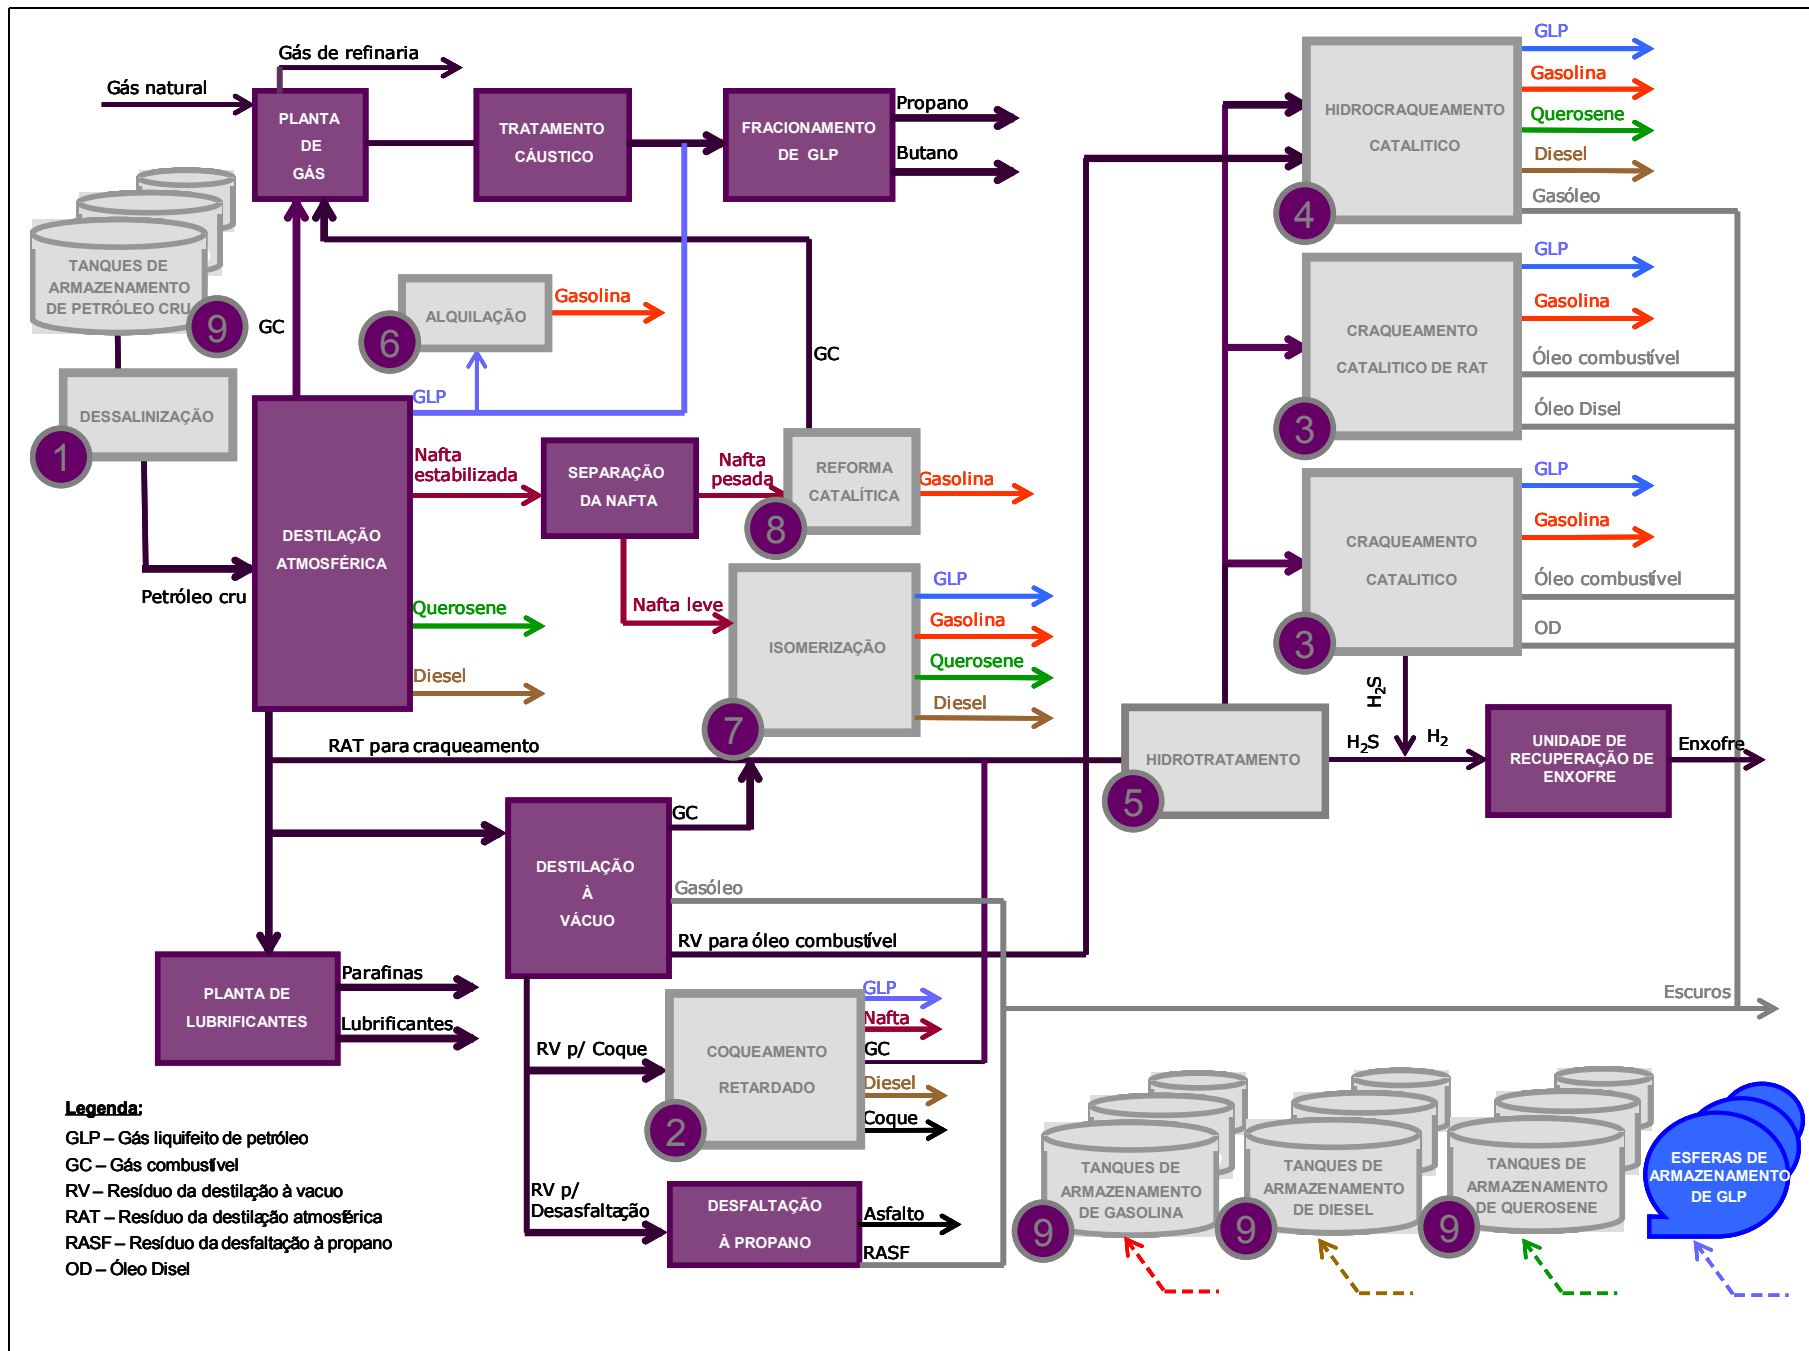 Gás de refinaria
Gás natural
PLANTA
DE
GÁS
TRATAMENTO
CÁUSTICO
FRACIONAMENTO
DE GLP
Propano
Butano
TANQUES DE
ARMAZENAMENTO
DE PETRÓLEO CRU
9
GC
DESSALINIZAÇÃO
1
Petróleo cru
ALQUILAÇÃO
6
Gasolina
GC
GLP
DESTILAÇÃO
ATMOSFÉRICA
Nafta
estabilizada
SEPARAÇÃO
DA NAFTA
Nafta
pesada
REFORMA
CATALÍTICA
8
Gasolina
Querosene
Diesel
Nafta leve
ISOMERIZAÇÃO
7
GLP
Gasolina
Querosene
Diesel
RAT para craqueamento
HIDROCRAQUEAMENTO
CATALITICO
4
GLP
Gasolina
Querosene
Diesel
Gasóleo
CRAQUEAMENTO
CATALITICO DE RAT
3
GLP
Gasolina
Óleo combustível
Óleo Disel
CRAQUEAMENTO
CATALITICO
3
GLP
Gasolina
Óleo combustível
OD
H2S
HIDROTRATAMENTO
5
H2S
H2
UNIDADE DE
RECUPERAÇÃO DE
ENXOFRE
Enxofre
DESTILAÇÃO
À
VÁCUO
GC
Gasóleo
RV para óleo combustível
Escuros
PLANTA DE
LUBRIFICANTES
Parafinas
Lubrificantes
RV p/ Coque
COQUEAMENTO
RETARDADO
2
GLP
Nafta
GC
Diesel
Coque
RV p/
Desasfaltação
DESFALTAÇÃO
À PROPANO
Asfalto
RASF
TANQUES DE
ARMAZENAMENTO
DE GASOLINA
9
TANQUES DE
ARMAZENAMENTO
DE DIESEL
9
TANQUES DE
ARMAZENAMENTO
DE QUEROSENE
9
ESFERAS DE
ARMAZENAMENTO
DE GLP
Legenda:
GLP – Gás liquifeito de petróleo
GC – Gás combustível
RV – Resíduo da destilação à vacuo
RAT – Resíduo da destilação atmosférica
RASF – Resíduo da desfaltação à propano
OD – Óleo Disel